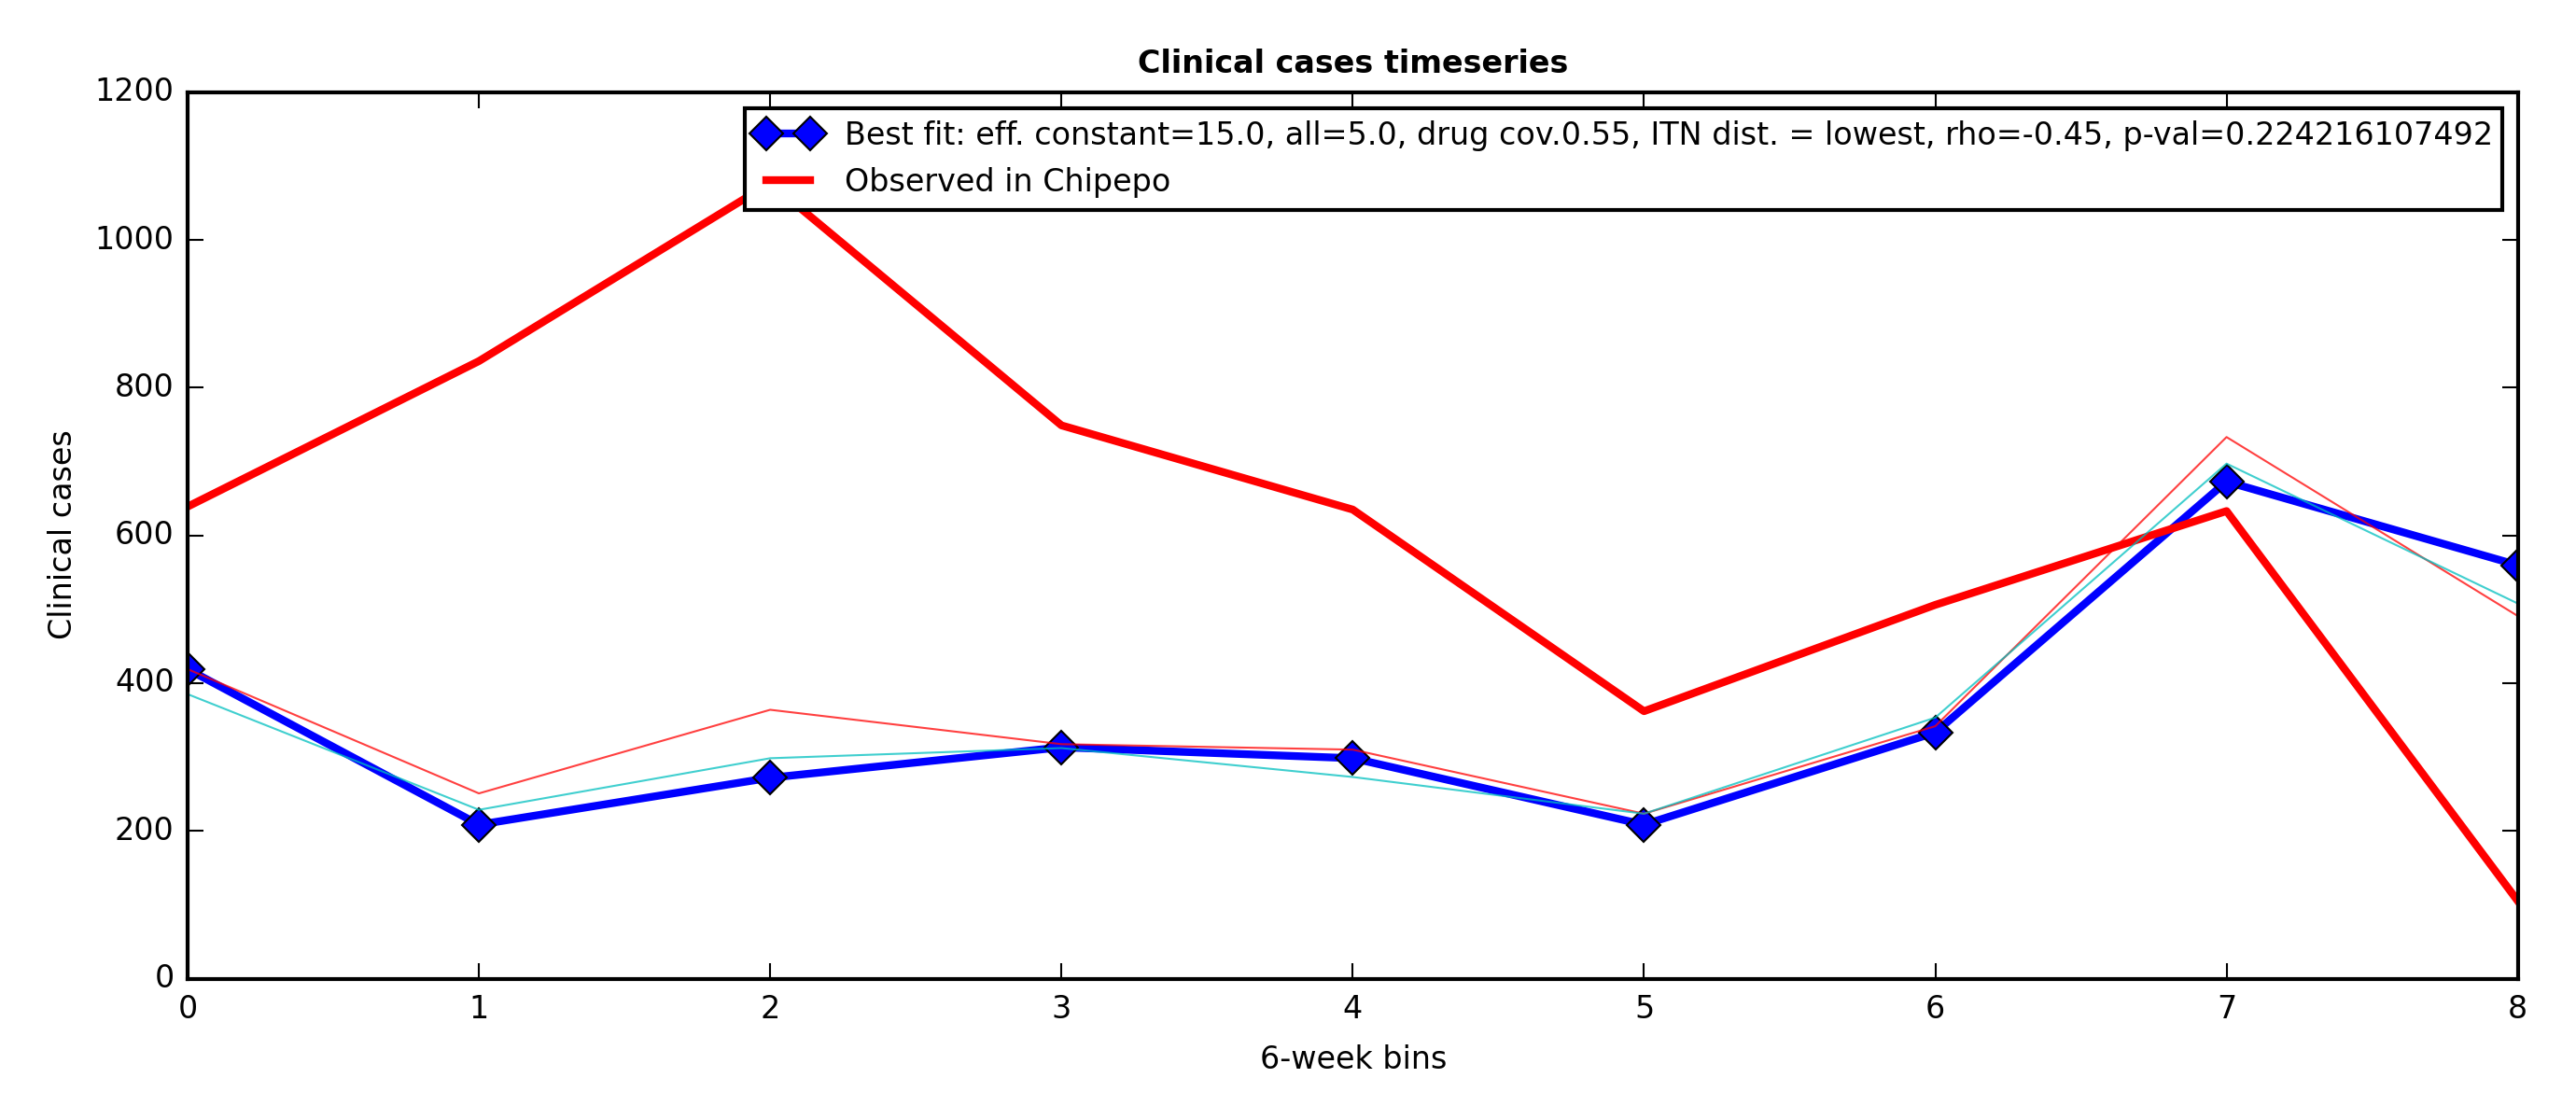 Clinical cases timeseries
Best fit: eff. constant=15.0, all=5.0, drug cov.0.55, ITN dist. = lowest, rho=-0.45, p-val=0.224216107492
Observed in Chipepo
1200
1000
800
600
400
200
0
Clinical cases
0 1 2 3 4 5 6 7 8
6-week bins